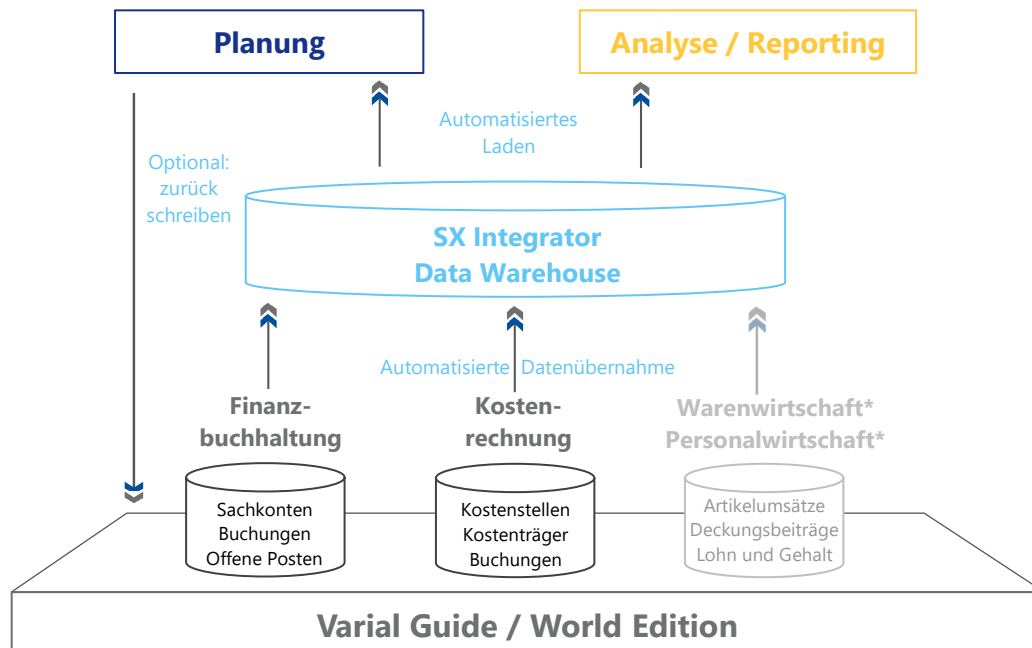 Planung
Analyse / Reporting
Automatisiertes
Laden
Optional:
zurück
schreiben
SX Integrator
Data Warehouse
Automatisierte Datenübernahme
Finanz-
buchhaltung
Kosten-
rechnung
Warenwirtschaft*
Personalwirtschaft*
Sachkonten
Buchungen
Offene Posten
Kostenstellen
Kostenträger
Buchungen
Artikelumsätze
Deckungsbeiträge
Lohn und Gehalt
Varial Guide / World Edition